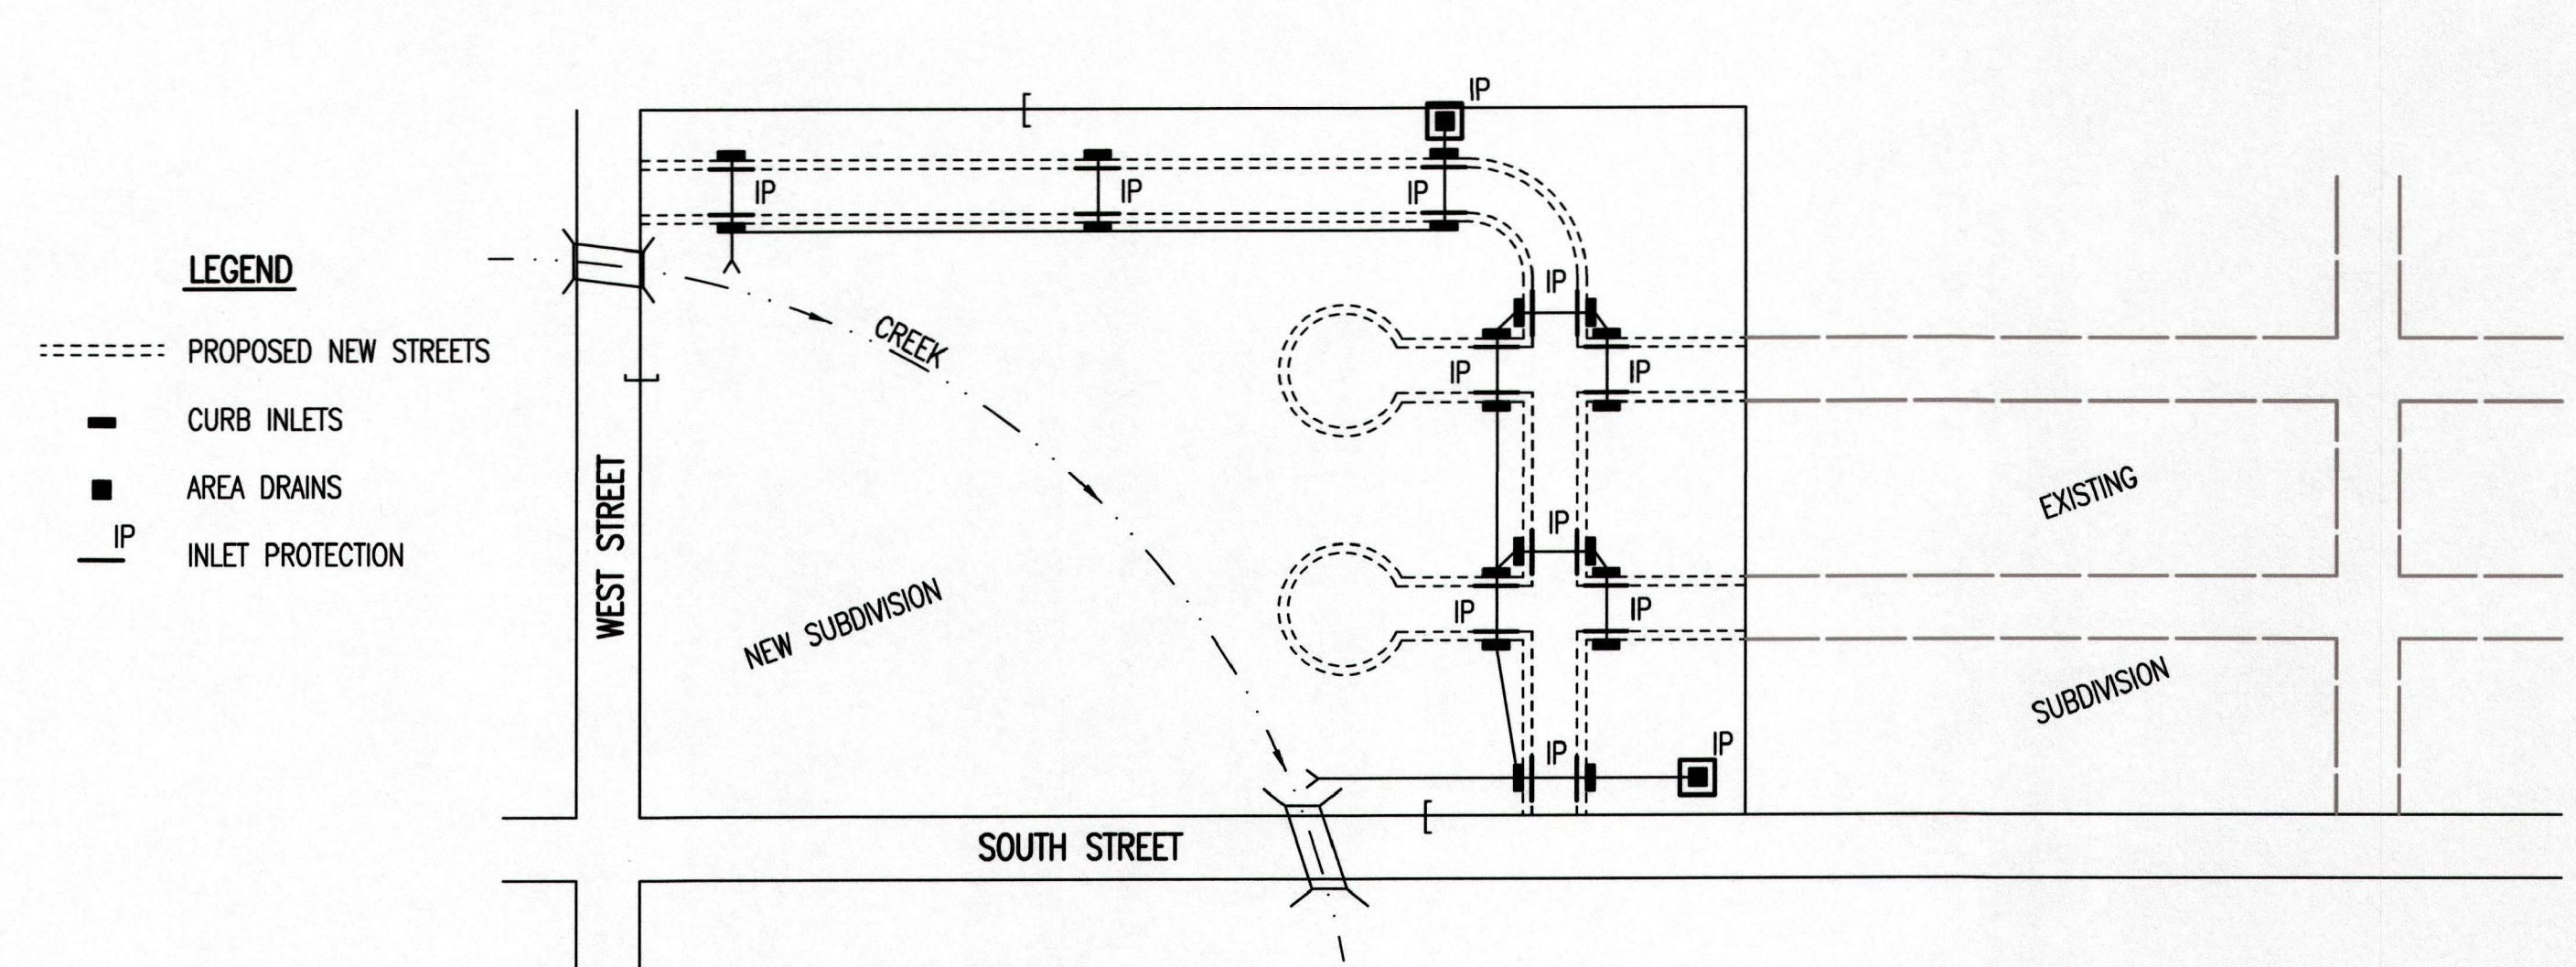 IP
IP
IP
IP
LEGEND
PROPOSED NEW STREETS
CURB INLETS
AREA DRAINS
IP
INLET PROTECTION
WEST STREET
CREEK
NEW SUBDIVISION
IP
IP
IP
IP
IP
IP
IP
IP
EXISTING
SUBDIVISION
SOUTH STREET